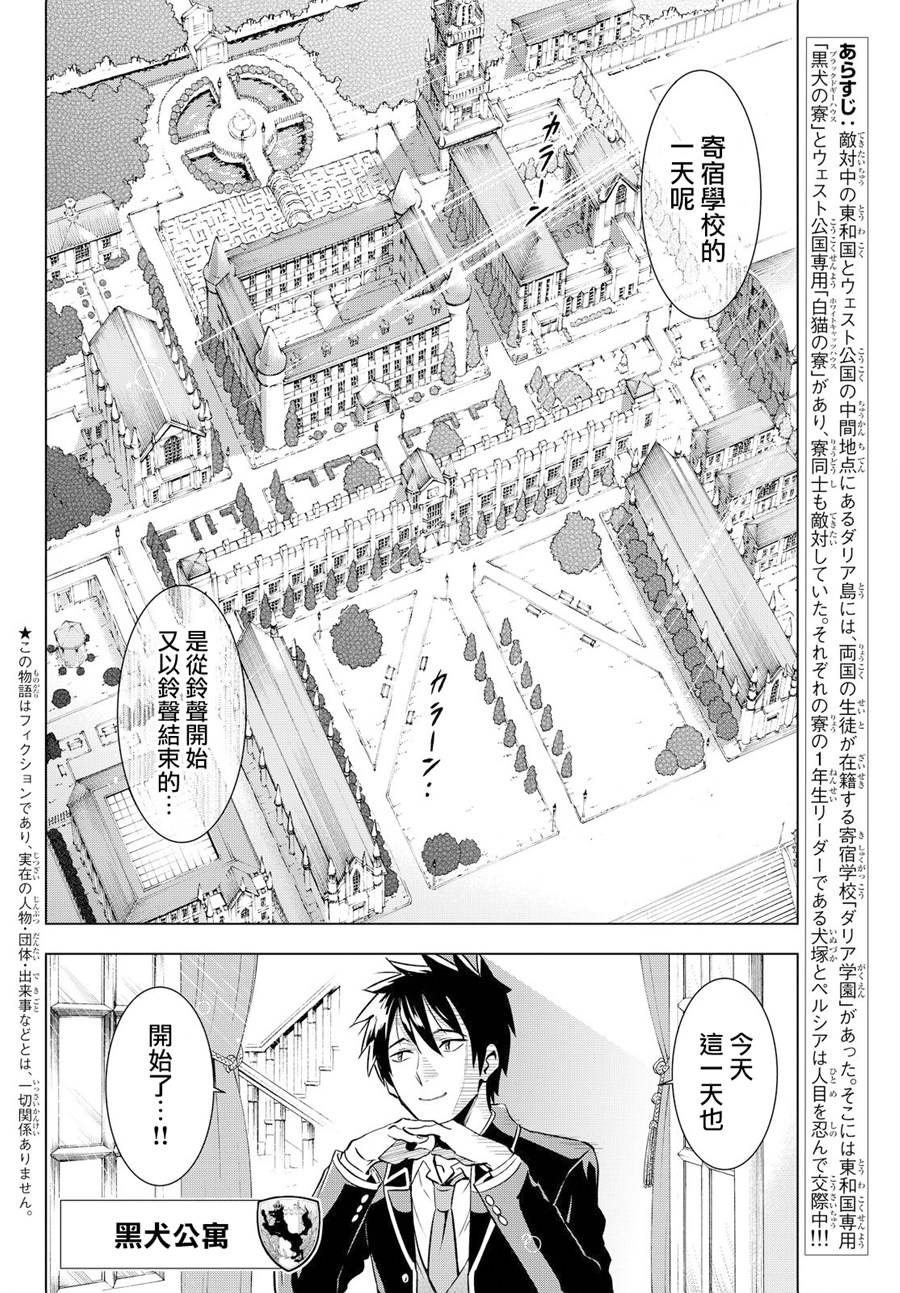 あらすじ：敵対中の東和国とウェスト公国の中間地点にあるダリア島には、両国の生徒が在籍する寄宿学校「ダリア学園」があった。そこには東和国専用
「黒犬の寮」とウェスト公国専用「白猫の寮」があり、寮同士も敵対していた。それぞれの寮の1年生リーダーである犬塚とペルシアは人目を忍んで交際中!!!
寄宿學校的
一天呢
カーン…
カーン…
是從鈴聲開始
又以鈴聲結束的…
今天
這一天也
開始了…!!
黑犬公寓
★この物語はフィクションであり、実在の人物・団体・出来事などとは、一切関係ありません。